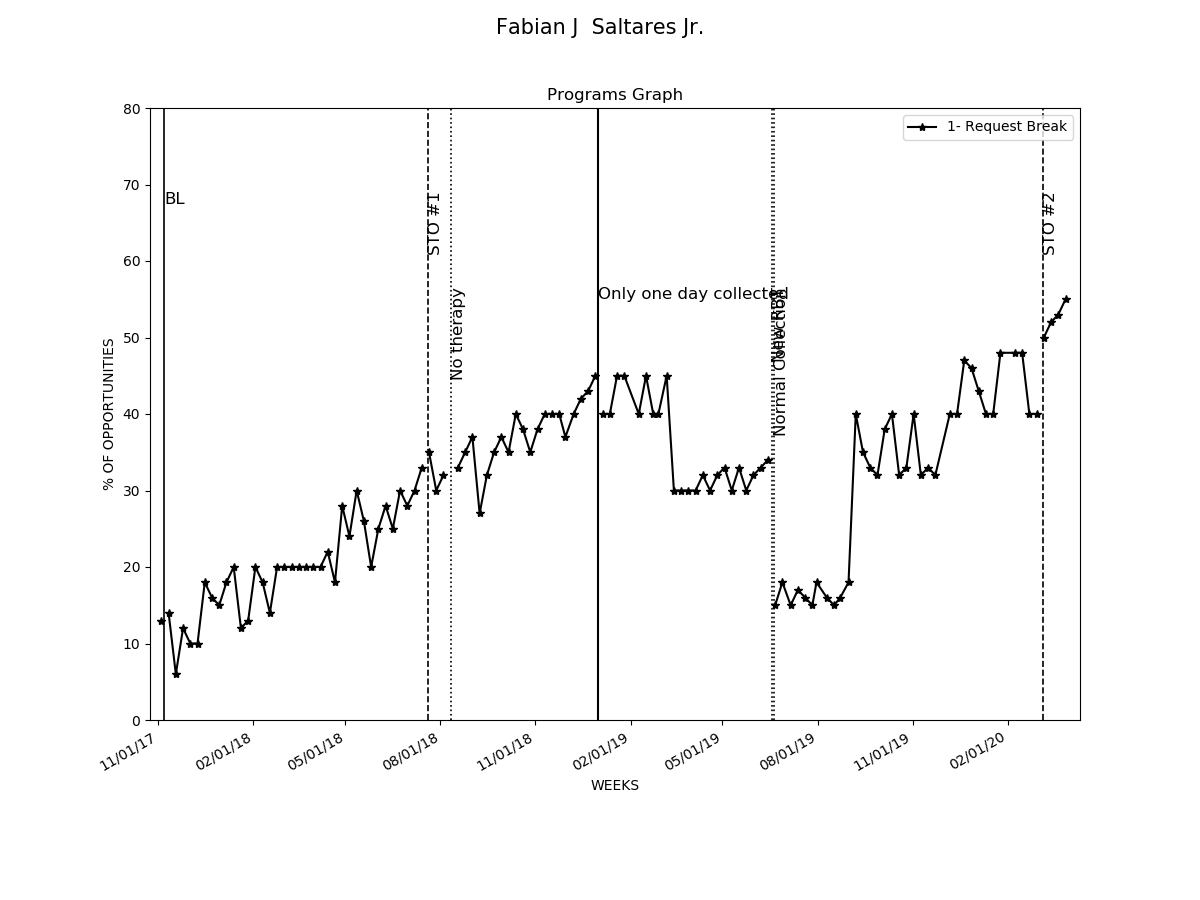 Fabian J  Saltares Jr.
Programs Graph
1- Request Break
80
70
60
50
40
30
20
10
0
% OF OPPORTUNITIES
BL
STO #1
No therapy
Only one day collected
Normal Collection
STO #2
11/01/17
02/01/18
05/01/18
08/01/18
11/01/18
02/01/19
05/01/19
08/01/19
11/01/19
02/01/20
WEEKS